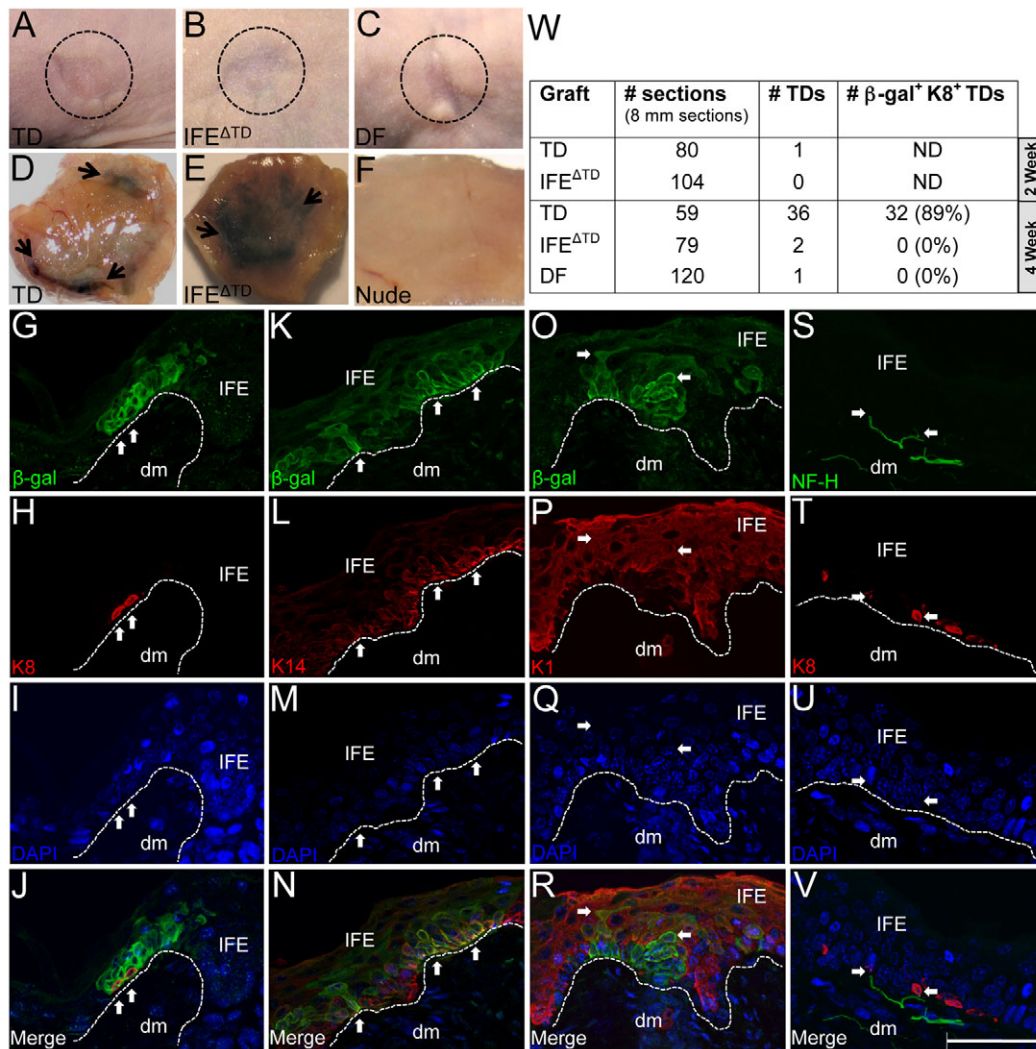 A
TD
B
IFE^ΔTD
C
DF
D
TD
E
IFE^ΔTD
F
Nude
W
Graft # sections # TDs # β-gal⁺ K8⁺ TDs
(8 mm sections)
TD 80 1 ND
IFE^ΔTD 104 0 ND
2 Week
TD 59 36 32 (89%)
IFE^ΔTD 79 2 0 (0%)
DF 120 1 0 (0%)
4 Week
G
IFE
dm
β-gal
K
IFE
dm
β-gal
O
IFE
dm
β-gal
S
IFE
dm
NF-H
H
IFE
dm
K8
L
IFE
dm
K14
P
IFE
dm
K1
T
IFE
dm
K8
I
IFE
dm
DAPI
M
IFE
dm
DAPI
Q
IFE
dm
DAPI
U
IFE
dm
DAPI
J
IFE
dm
Merge
N
IFE
dm
Merge
R
IFE
dm
Merge
V
IFE
dm
Merge